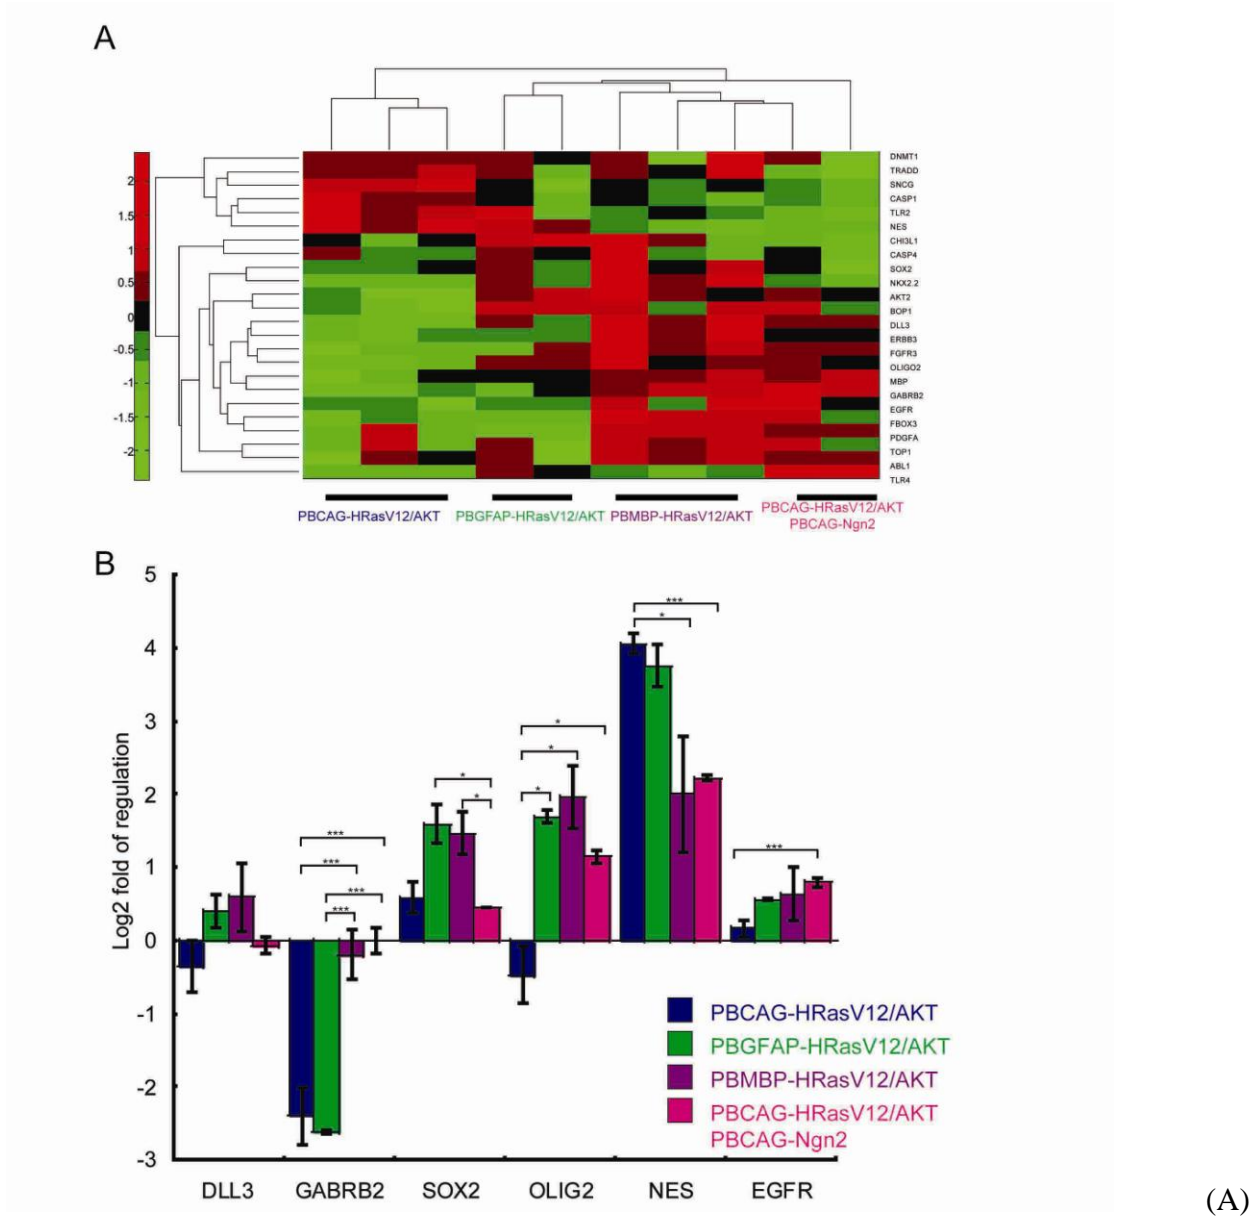 A
DNMT1
TRADD
SNCG
CASP1
TLR2
NES
CHI3L1
CASP4
SOX2
NKX2.2
AKT2
BOP1
DLL3
ERBB3
FGFR3
OLIGO2
MBP
GABRB2
EGFR
FBOX3
PDGFA
TOP1
ABL1
TLR4
2
1.5
1
0.5
0
-0.5
-1
-1.5
-2
PBCAG-HRasV12/AKT PBGFAP-HRasV12/AKT PBMBP-HRasV12/AKT PBCAG-HRasV12/AKT
PBCAG-Ngn2
B
Log2 fold of regulation
5
4
3
2
1
0
-1
-2
-3
***
***
***
***
*
*
*
*
*
***
*
***
PBCAG-HRasV12/AKT
PBGFAP-HRasV12/AKT
PBMBP-HRasV12/AKT
PBCAG-HRasV12/AKT
PBCAG-Ngn2
DLL3 GABRB2 SOX2 OLIG2 NES EGFR
(A)